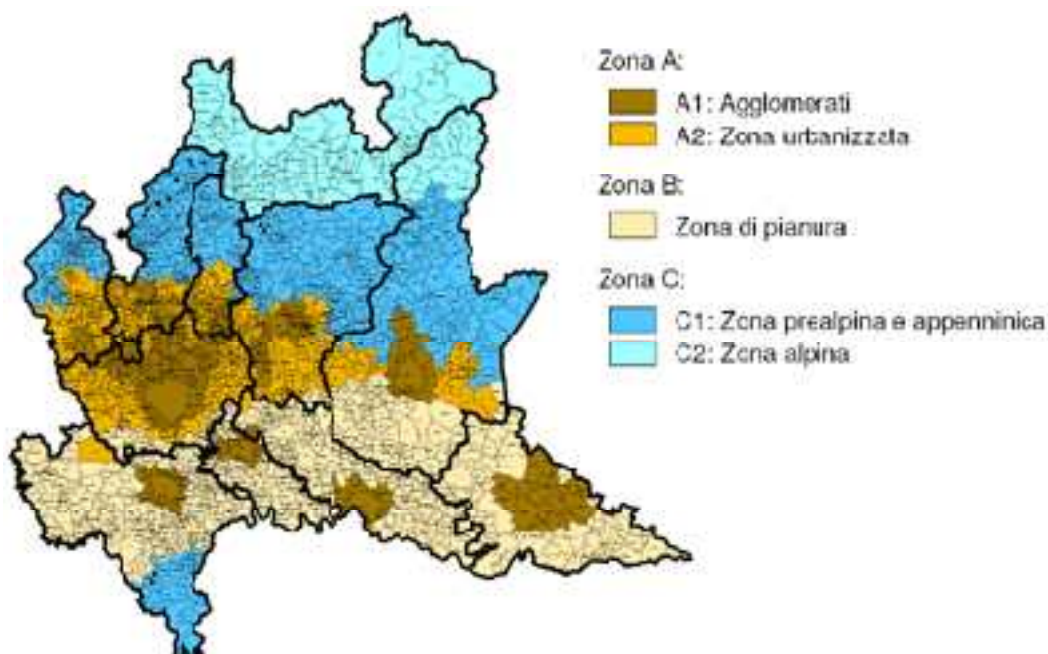 Zona A:
A1: Agglomerati
A2: Zona urbanizzata
Zona B:
Zona di pianura
Zona C:
C1: Zona prealpina e appenninica
C2: Zona alpina